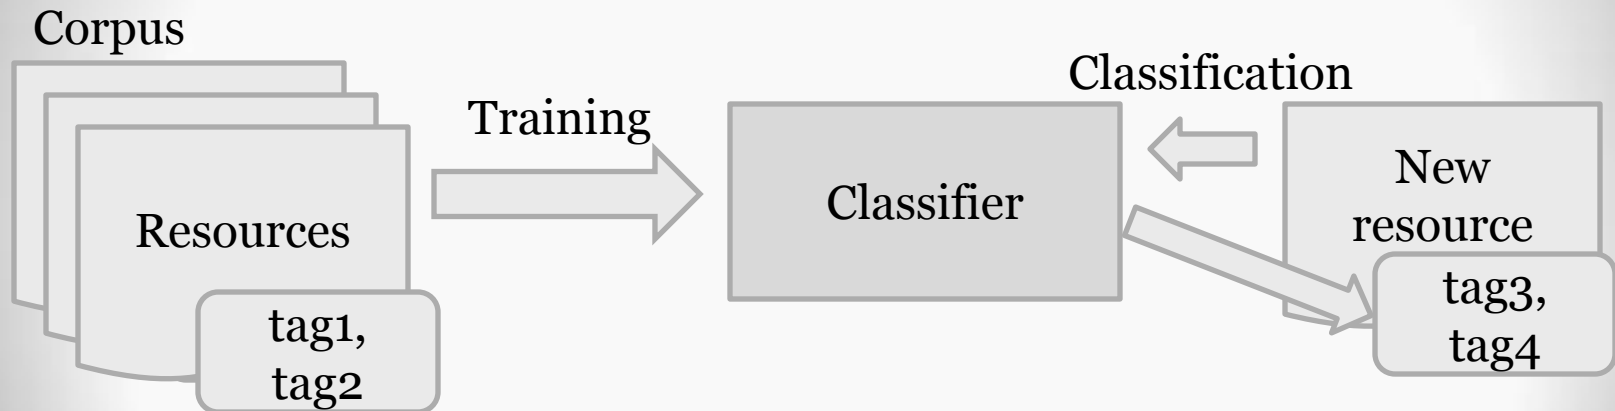 Corpus
Resources
tag1,
tag2
Training
Classifier
Classification
New
resource
tag3,
tag4